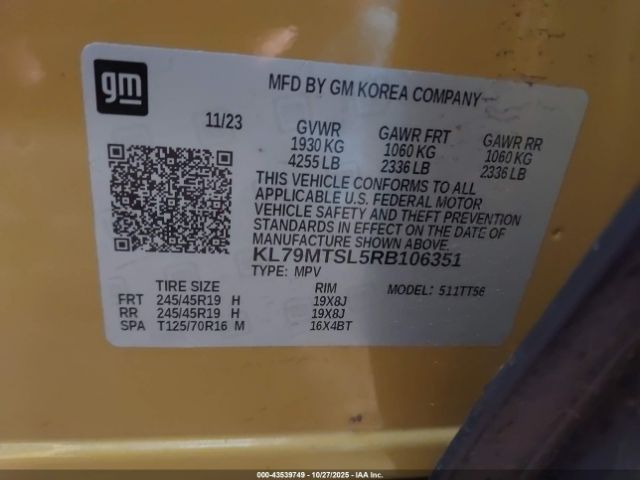 gm
MFD BY GM KOREA COMPANY
11/23
GVWR GAWR FRT GAWR RR
1930 KG 1060 KG 1060 KG
4255 LB 2336 LB 2336 LB
THIS VEHICLE CONFORMS TO ALL
APPLICABLE U.S. FEDERAL MOTOR
VEHICLE SAFETY AND THEFT PREVENTION
STANDARDS IN EFFECT ON THE DATE OF
MANUFACTURE SHOWN ABOVE.
KL79MTSL5RB106351
TYPE: MPV MODEL: 511TT56
TIRE SIZE RIM
FRT 245/45R19 H 19X8J
RR 245/45R19 H 19X8J
SPA T125/70R16 M 16X4BT
000-43539749 - 10/27/2025 - IAA Inc.